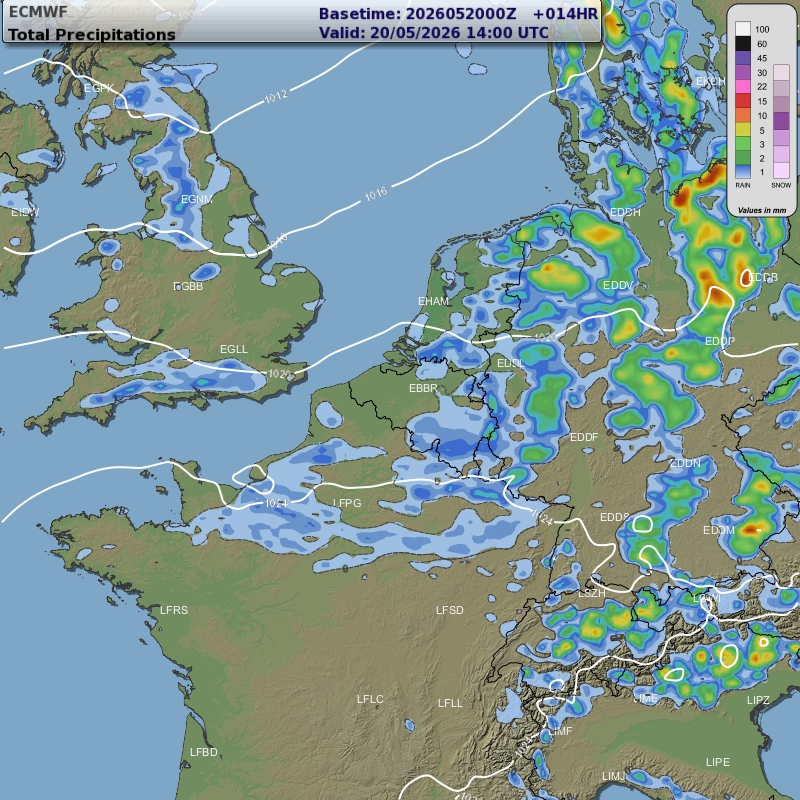 ECMWF
Basetime: 2026052000Z +014HR
Total Precipitations
Valid: 20/05/2026 14:00 UTC
100
60
45
30
22
15
10
5
3
2
1
RAIN SNOW
Values in mm
EGPK
EKCH
1012
1016
EIDW
EGNM
EDDH
EGBB
EDDV
EDDB
EHAM
EGLL
1020
EDDP
EBBR
EDDF
EDDN
1024
LFPG
1024
EDDS
EDDM
LFRS
LFSD
LSZH
LFLC
LFLL
LIME
LIPZ
LIMF
LFBD
LIPE
LIMJ